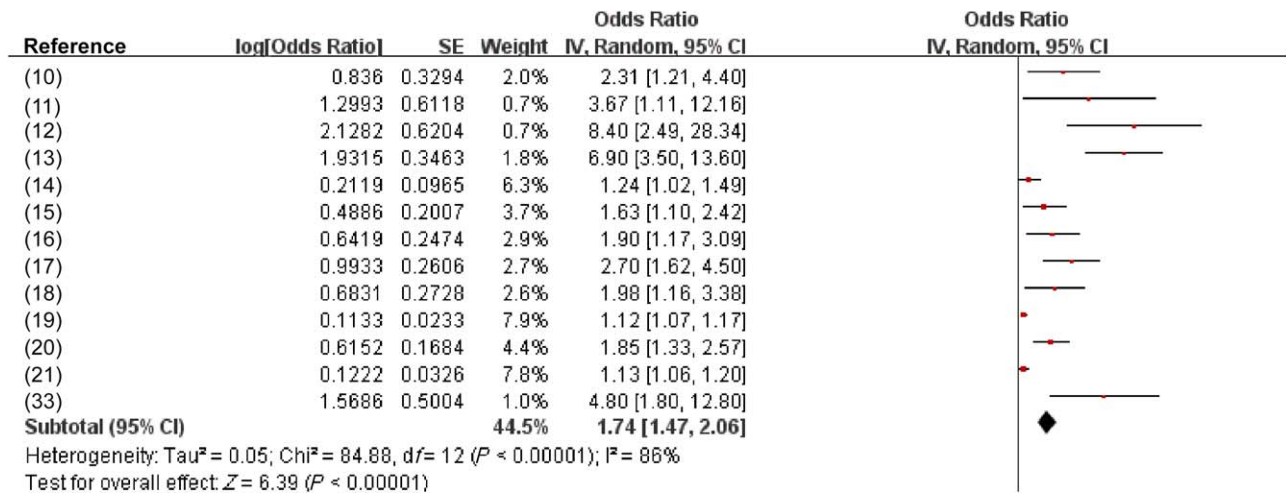 Odds Ratio Odds Ratio
Reference log[Odds Ratio] SE Weight IV, Random, 95% CI IV, Random, 95% CI
(10) 0.836 0.3294 2.0% 2.31 [1.21, 4.40]
(11) 1.2993 0.6118 0.7% 3.67 [1.11, 12.16]
(12) 2.1282 0.6204 0.7% 8.40 [2.49, 28.34]
(13) 1.9315 0.3463 1.8% 6.90 [3.50, 13.60]
(14) 0.2119 0.0965 6.3% 1.24 [1.02, 1.49]
(15) 0.4886 0.2007 3.7% 1.63 [1.10, 2.42]
(16) 0.6419 0.2474 2.9% 1.90 [1.17, 3.09]
(17) 0.9933 0.2606 2.7% 2.70 [1.62, 4.50]
(18) 0.6831 0.2728 2.6% 1.98 [1.16, 3.38]
(19) 0.1133 0.0233 7.9% 1.12 [1.07, 1.17]
(20) 0.6152 0.1684 4.4% 1.85 [1.33, 2.57]
(21) 0.1222 0.0326 7.8% 1.13 [1.06, 1.20]
(33) 1.5686 0.5004 1.0% 4.80 [1.80, 12.80]
Subtotal (95% CI) 44.5% 1.74 [1.47, 2.06]
Heterogeneity: Tau² = 0.05; Chi² = 84.88, df = 12 (P < 0.00001); I² = 86%
Test for overall effect: Z = 6.39 (P < 0.00001)